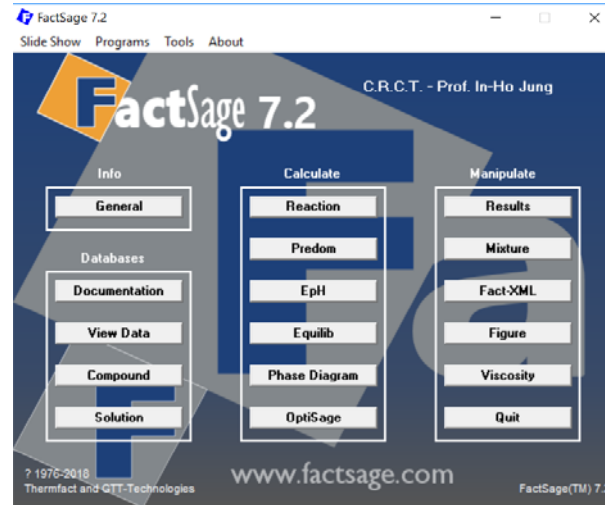 FactSage 7.2
Slide Show Programs Tools About
FactSage 7.2
C.R.C.T. - Prof. In-Ho Jung
Info
General
Databases
Documentation
View Data
Compound
Solution
Calculate
Reaction
Predom
EpH
Equilib
Phase Diagram
OptiSage
Manipulate
Results
Mixture
Fact-XML
Figure
Viscosity
Quit
? 1976-2018
Thermfact and GTT-Technologies
www.factsage.com
FactSage(TM) 7.